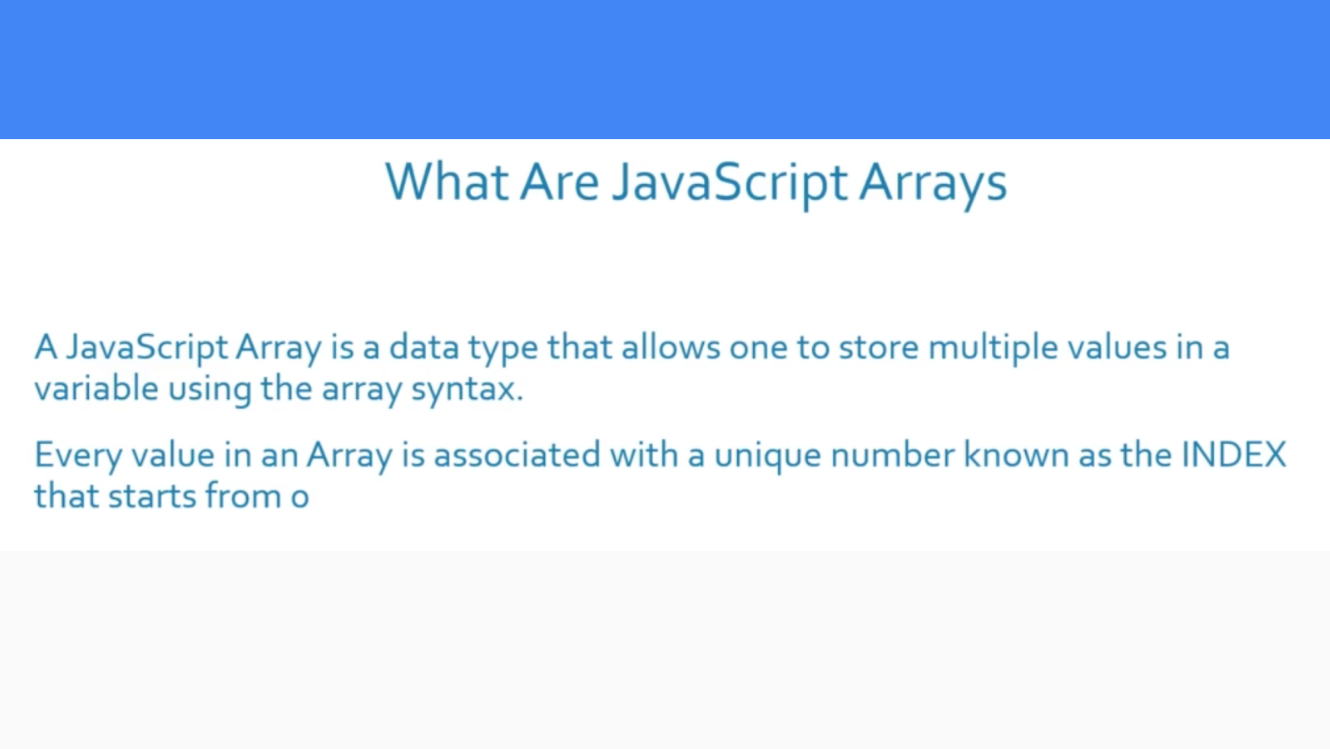 What Are JavaScript Arrays
A JavaScript Array is a data type that allows one to store multiple values in a
variable using the array syntax.
Every value in an Array is associated with a unique number known as the INDEX
that starts from 0